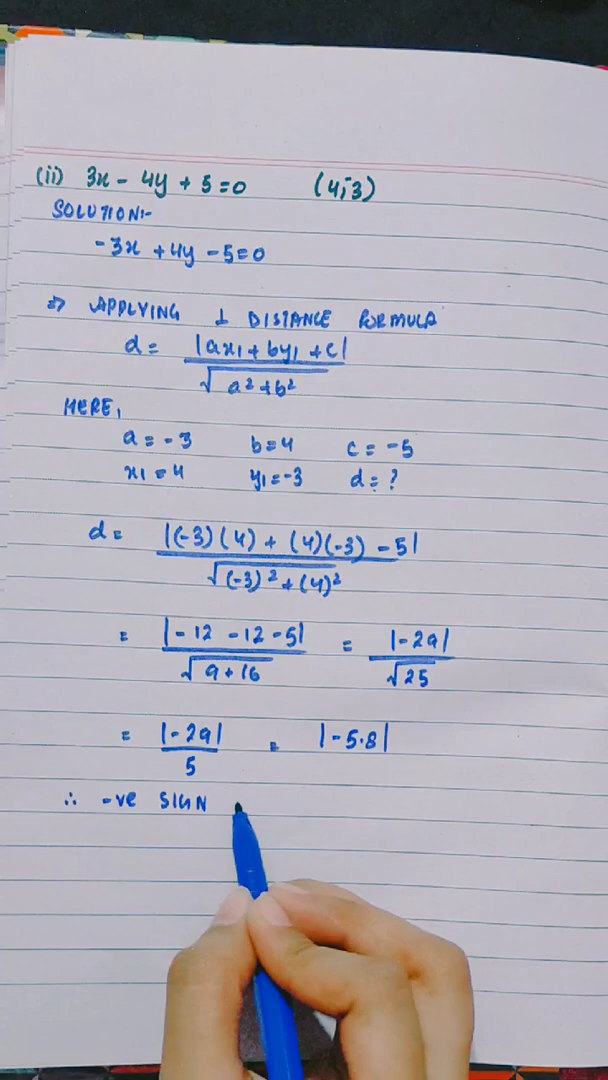 (ii) 3x - 4y + 5 = 0 (4,-3)
SOLUTION:-
-3x + 4y - 5 = 0
⇒ APPLYING ⊥ DISTANCE FORMULA
d = |ax₁ + by₁ + c| / √a² + b²
HERE,
a = -3 b = 4 c = -5
x₁ = 4 y₁ = -3 d = ?
d = |(-3)(4) + (4)(-3) - 5| / √(-3)² + (4)²
= |-12 - 12 - 5| / √9 + 16 = |-29| / √25
= |-29| / 5 = |-5.8|
∴ -ve SIGN